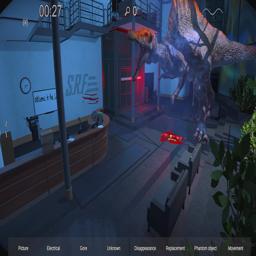 00:27
0
SRF
Picture
Electrical
Gore
Unknown
Disappearance
Replacement
Phantom object
Movement